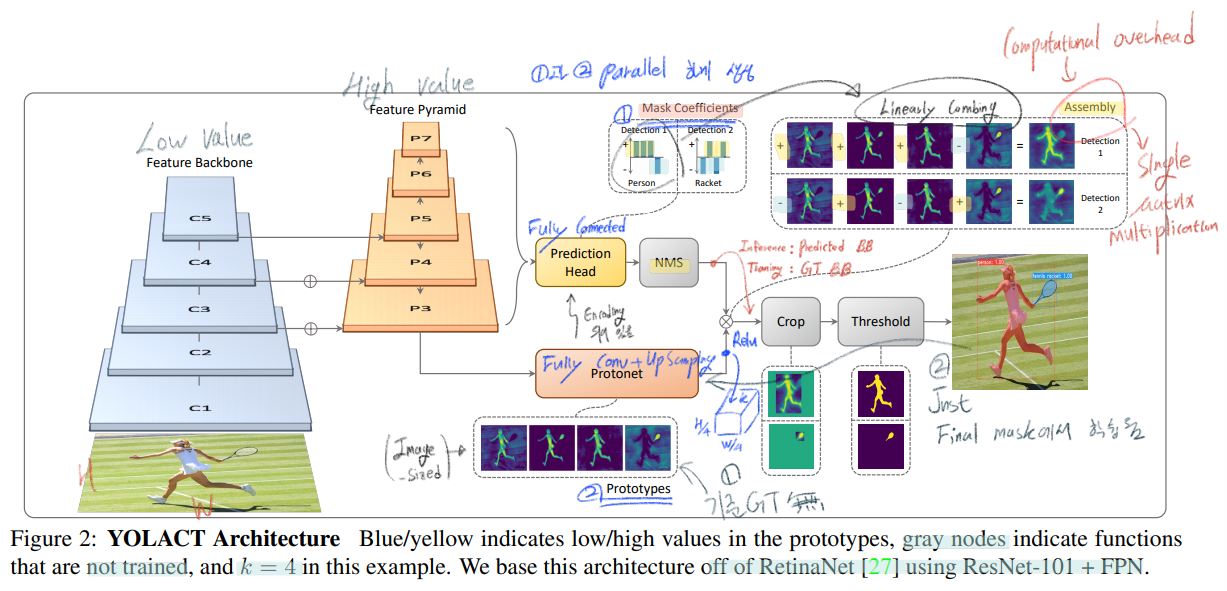 Computational overhead
①과 ② parallel 하게 생성
High value
Feature Pyramid
Low value
Feature Backbone
①
Mask Coefficients
Linearly Combing
Assembly
Detection 1
Detection 2
+
-
+
-
Person
Racket
+ + + - = Detection 1
- + - + = Detection 2
Single
matrix
multiplication
P7
P6
P5
P4
P3
C5
C4
C3
C2
C1
Fully Connected
Prediction Head
NMS
Inference : Predicted BB
Training : GT BB
Crop
Threshold
person: 1.00
tennis racket: 1.00
Encoding
되어 있음
Relu
Fully Conv + UpSampling
Protonet
k
H/4
W/4
②
Just
Final mask에서 학습됨
(Image
-Sized)
② Prototypes
①
기준 GT 無
H
W
Figure 2: YOLACT Architecture Blue/yellow indicates low/high values in the prototypes, gray nodes indicate functions
that are not trained, and k = 4 in this example. We base this architecture off of RetinaNet [27] using ResNet-101 + FPN.